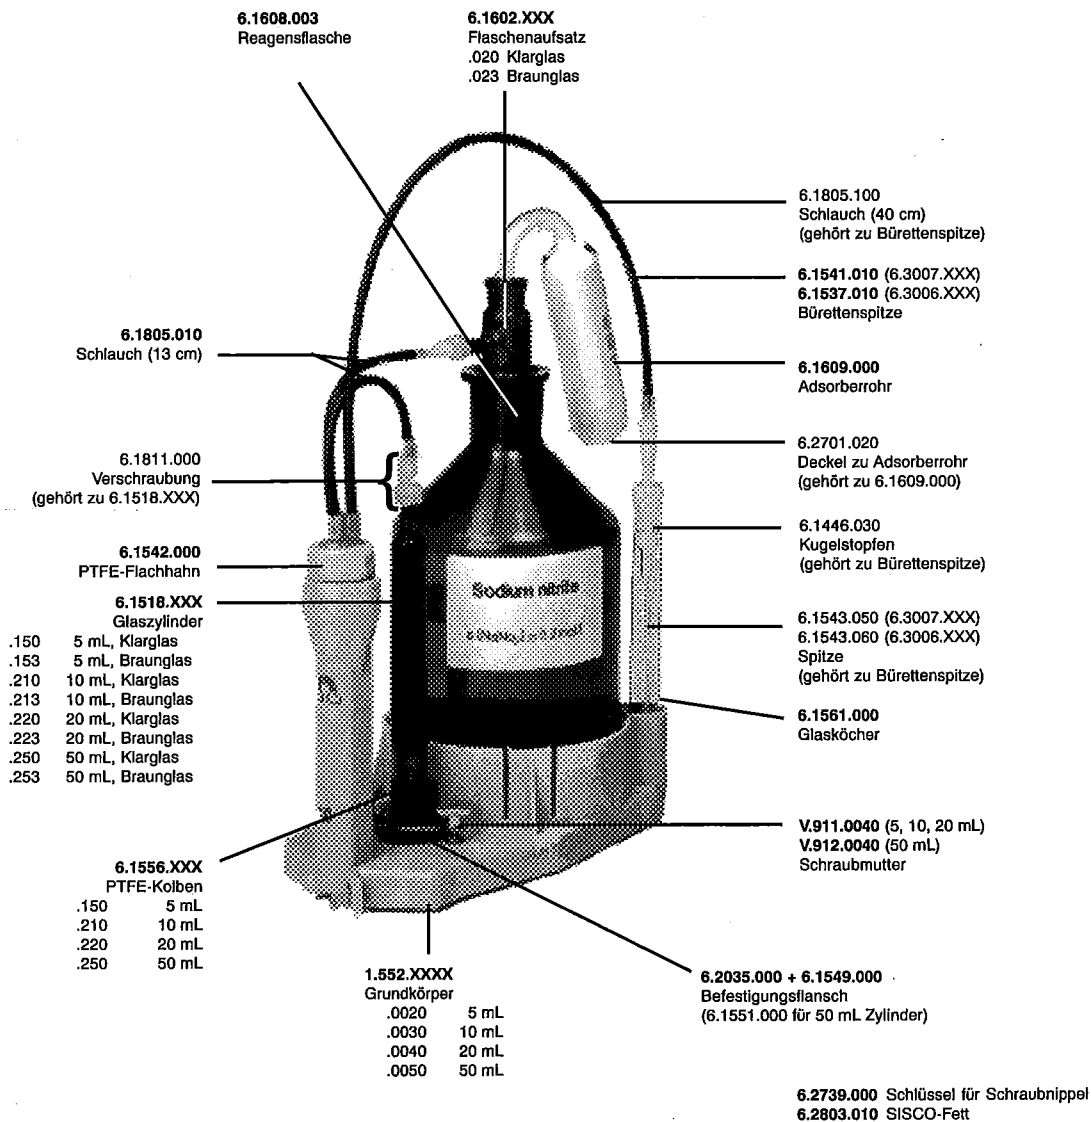 6.1608.003
Reagensflasche
6.1602.XXX
Flaschenaufsatz
.020 Klarglas
.023 Braunglas
6.1805.100
Schlauch (40 cm)
(gehört zu Bürettenspitze)
6.1541.010 (6.3007.XXX)
6.1537.010 (6.3006.XXX)
Bürettenspitze
6.1805.010
Schlauch (13 cm)
6.1609.000
Adsorberrohr
6.2701.020
Deckel zu Adsorberrohr
(gehört zu 6.1609.000)
6.1811.000
Verschraubung
(gehört zu 6.1518.XXX)
6.1446.030
Kugelstopfen
(gehört zu Bürettenspitze)
6.1542.000
PTFE-Flachhahn
Sodium nitrite
6.1518.XXX
Glaszylinder
.150 5 mL, Klarglas
.153 5 mL, Braunglas
.210 10 mL, Klarglas
.213 10 mL, Braunglas
.220 20 mL, Klarglas
.223 20 mL, Braunglas
.250 50 mL, Klarglas
.253 50 mL, Braunglas
6.1543.050 (6.3007.XXX)
6.1543.060 (6.3006.XXX)
Spitze
(gehört zu Bürettenspitze)
6.1561.000
Glasköcher
V.911.0040 (5, 10, 20 mL)
V.912.0040 (50 mL)
Schraubmutter
6.1556.XXX
PTFE-Kolben
.150 5 mL
.210 10 mL
.220 20 mL
.250 50 mL
1.552.XXXX
Grundkörper
.0020 5 mL
.0030 10 mL
.0040 20 mL
.0050 50 mL
6.2035.000 + 6.1549.000
Befestigungsflansch
(6.1551.000 für 50 mL Zylinder)
6.2739.000 Schlüssel für Schraubnippel
6.2803.010 SISCO-Fett